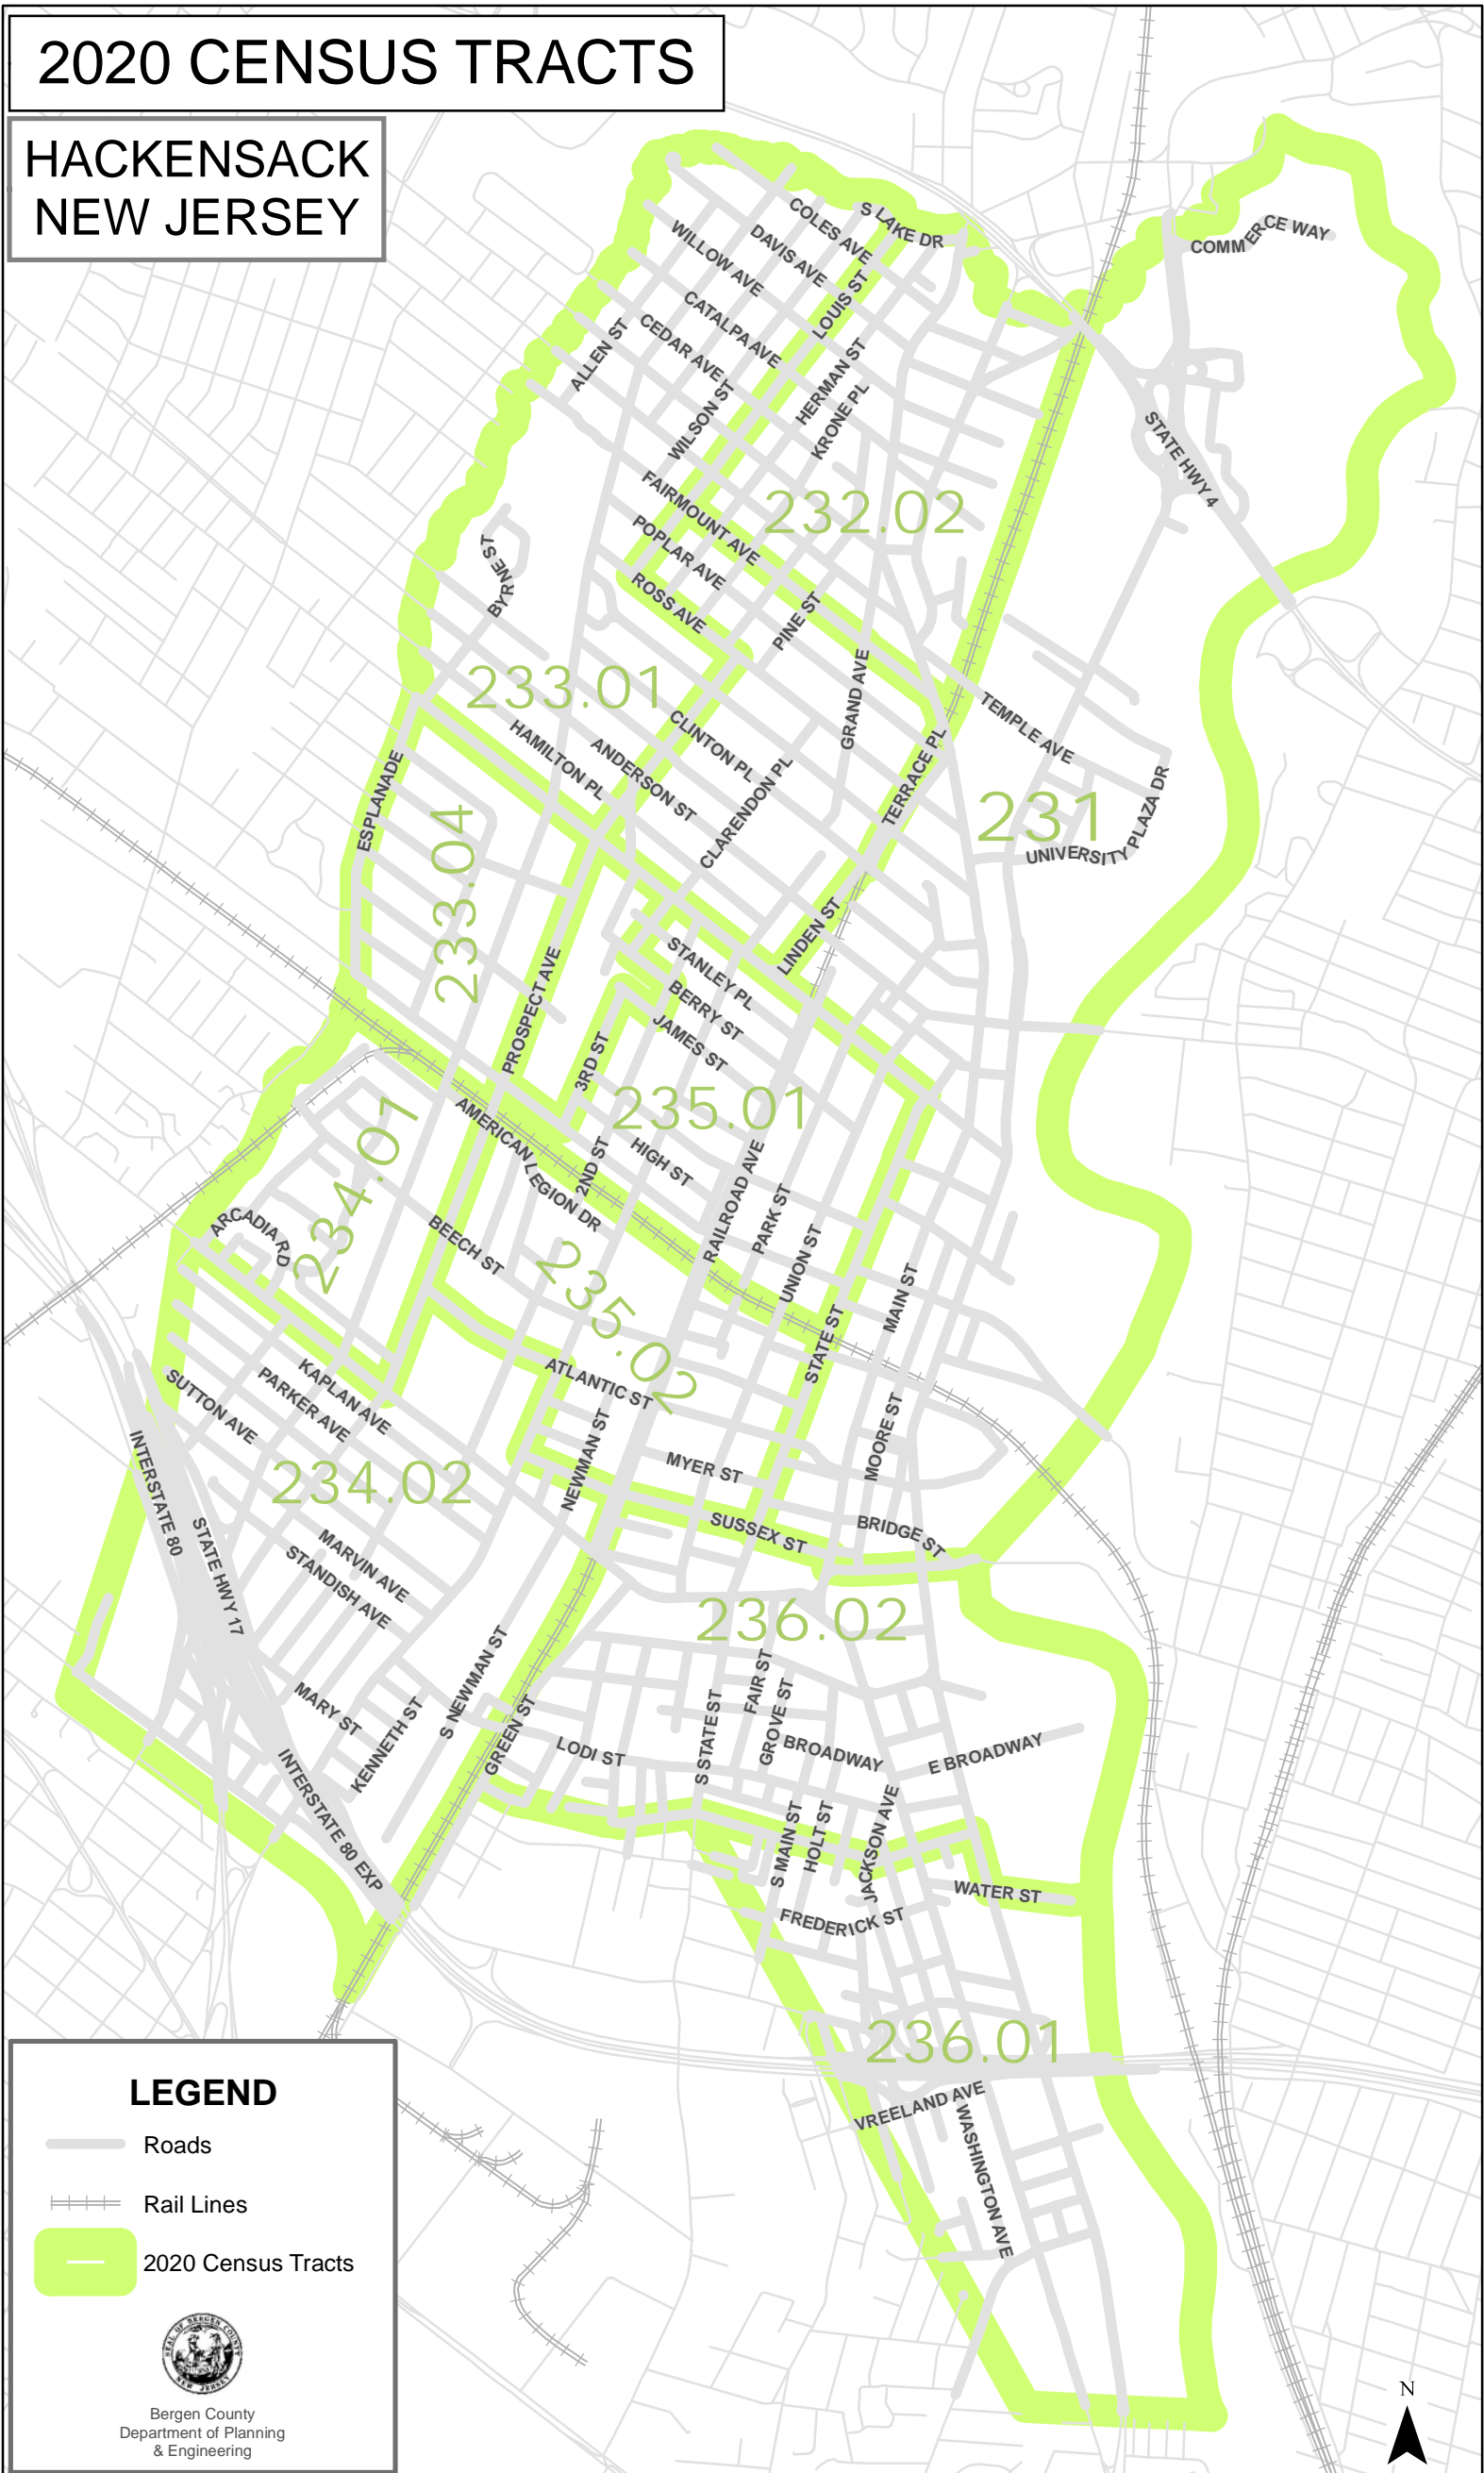 2020 CENSUS TRACTS
HACKENSACK
NEW JERSEY
S LAKE DR
COLES AVE
DAVIS AVE
WILLOW AVE
COMMERCE WAY
LOUIS ST
CATALPA AVE
CEDAR AVE
ALLEN ST
HERMAN ST
WILSON ST
KRONE PL
STATE HWY 4
FAIRMOUNT AVE
232.02
POPLAR AVE
BYRNE ST
ROSS AVE
PINE ST
233.01
GRAND AVE
TEMPLE AVE
CLINTON PL
HAMILTON PL
ANDERSON ST
CLARENDON PL
TERRACE PL
ESPLANADE
233.04
231
UNIVERSITY PLAZA DR
LINDEN ST
STANLEY PL
PROSPECT AVE
BERRY ST
JAMES ST
3RD ST
235.01
AMERICAN LEGION DR
234.01
2ND ST
HIGH ST
RAILROAD AVE
PARK ST
ARCADIA RD
BEECH ST
UNION ST
235.02
MAIN ST
STATE ST
ATLANTIC ST
KAPLAN AVE
PARKER AVE
SUTTON AVE
NEWMAN ST
MOORE ST
MYER ST
INTERSTATE 80
234.02
STATE HWY 17
SUSSEX ST
BRIDGE ST
MARVIN AVE
STANDISH AVE
236.02
S NEWMAN ST
FAIR ST
GROVE ST
MARY ST
KENNETH ST
GREEN ST
LODI ST
S STATE ST
BROADWAY
E BROADWAY
INTERSTATE 80 EXP
S MAIN ST
HOLT ST
JACKSON AVE
WATER ST
FREDERICK ST
236.01
VREELAND AVE
WASHINGTON AVE
LEGEND
Roads
Rail Lines
2020 Census Tracts
SEAL OF BERGEN COUNTY
NEW JERSEY
Bergen County
Department of Planning
& Engineering
N